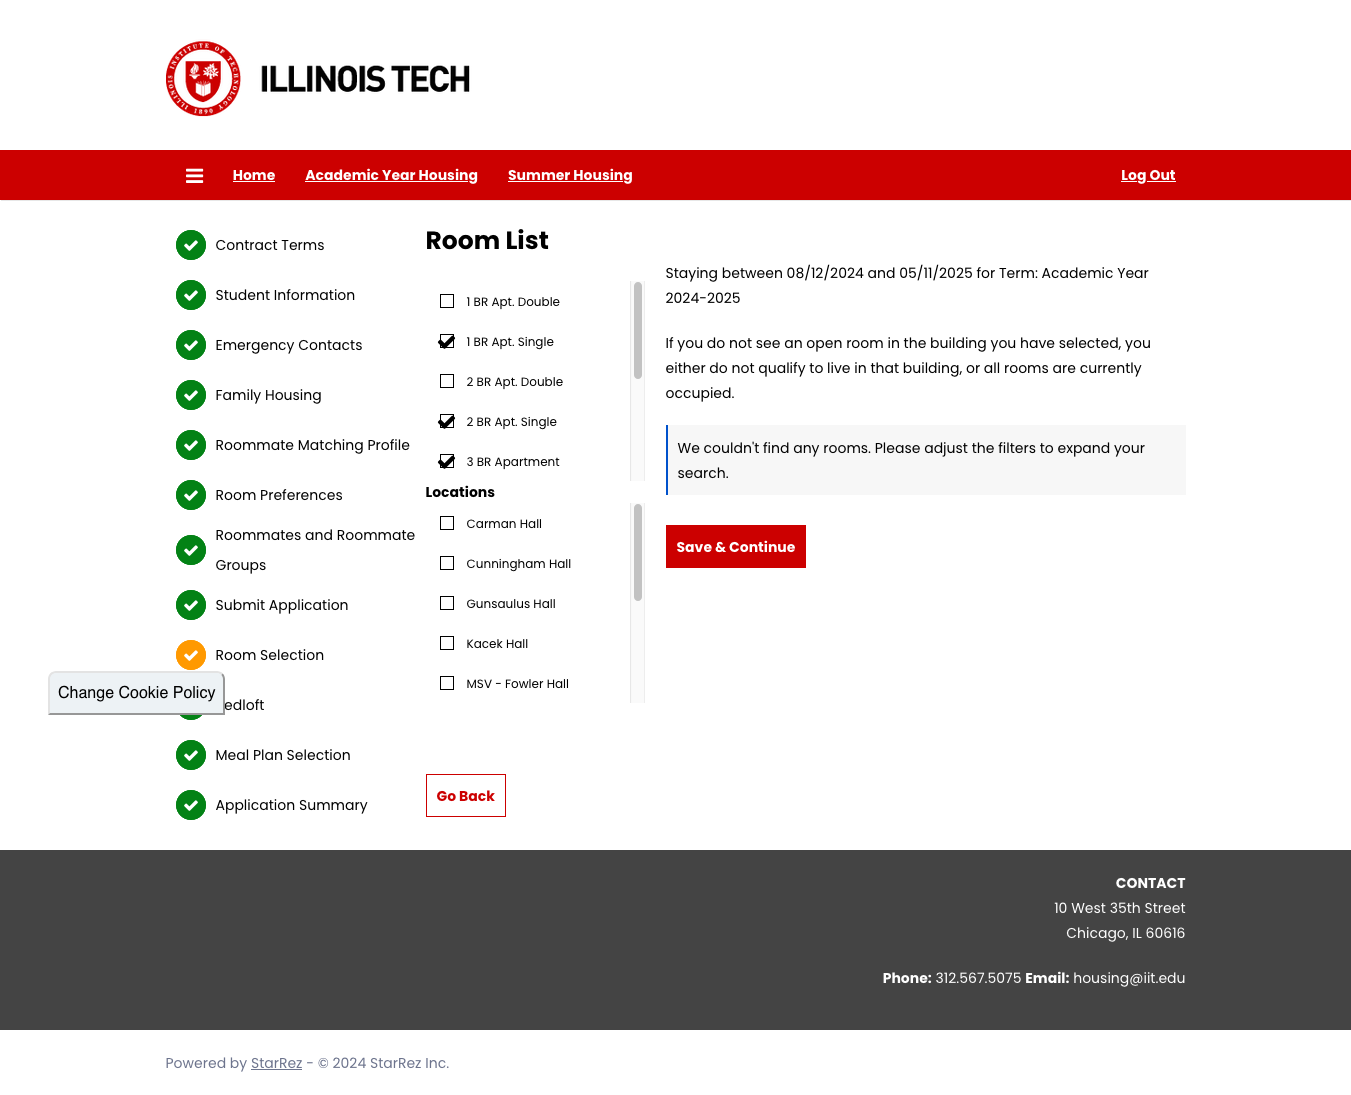 ILLINOIS INSTITUTE OF TECHNOLOGY
1890
ILLINOIS TECH
Home
Academic Year Housing
Summer Housing
Log Out
Contract Terms
Student Information
Emergency Contacts
Family Housing
Roommate Matching Profile
Room Preferences
Roommates and Roommate
Groups
Submit Application
Room Selection
Change Cookie Policy
edloft
Meal Plan Selection
Application Summary
Room List
1 BR Apt. Double
1 BR Apt. Single
2 BR Apt. Double
2 BR Apt. Single
3 BR Apartment
Locations
Carman Hall
Cunningham Hall
Gunsaulus Hall
Kacek Hall
MSV - Fowler Hall
Go Back
Staying between 08/12/2024 and 05/11/2025 for Term: Academic Year
2024-2025
If you do not see an open room in the building you have selected, you
either do not qualify to live in that building, or all rooms are currently
occupied.
We couldn't find any rooms. Please adjust the filters to expand your
search.
Save & Continue
CONTACT
10 West 35th Street
Chicago, IL 60616
Phone: 312.567.5075 Email: housing@iit.edu
Powered by StarRez - © 2024 StarRez Inc.